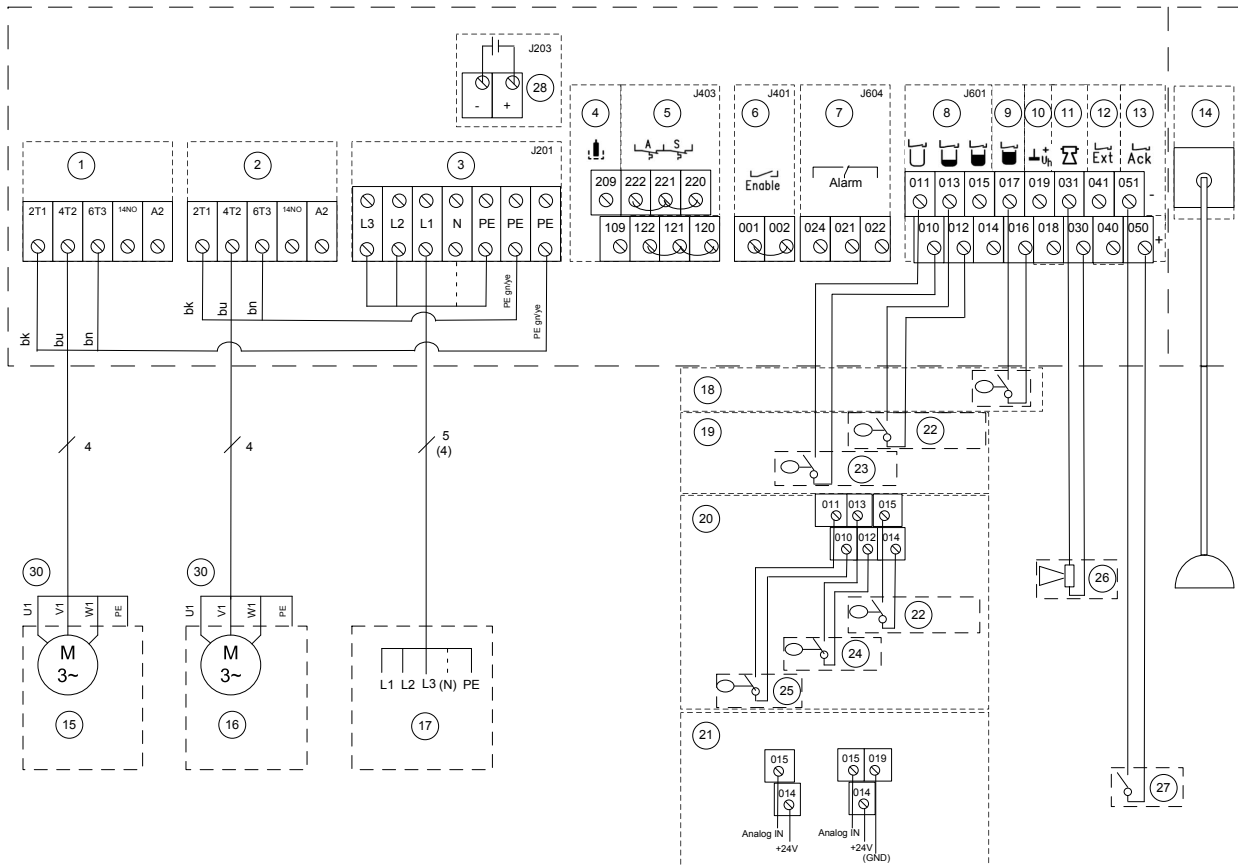 J203
- + 28
4 5 J403
6 J401
7 J604
8 J601 9 10 11 12 13
14
A S
+
Uh
Ext
Ack
Enable
Alarm
1
2
3
J201
2T1 4T2 6T3 14NO A2
2T1 4T2 6T3 14NO A2
L3 L2 L1 N PE PE PE
209 222 221 220
109 122 121 120
001 002
024 021 022
011 013 015 017 019 031 041 051 -
010 012 014 016 018 030 040 050 +
bk bu bn
bk bu bn
PE gn/ye
PE gn/ye
18
19
22
23
4
4
5
(4)
20
011 013 015
010 012 014
22
24
25
26
30
30
U1 V1 W1 PE
U1 V1 W1 PE
M
3~
M
3~
L1 L2 L3 (N) PE
15
16
17
21
015
014
Analog IN
+24V
015 019
014
Analog IN
+24V
(GND)
27